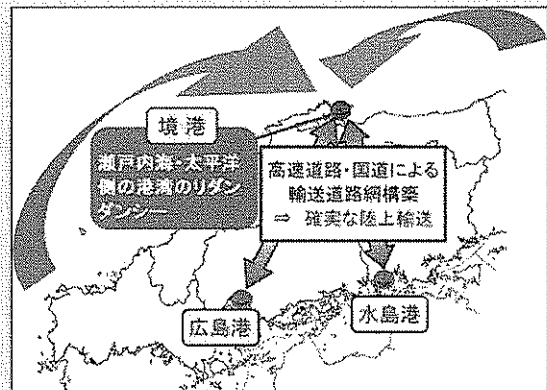 境港
瀬戸内海・太平洋
側の港湾のリダン
ダンシー
高速道路・国道による
輸送道路網構築
⇒ 確実な陸上輸送
広島港
水島港